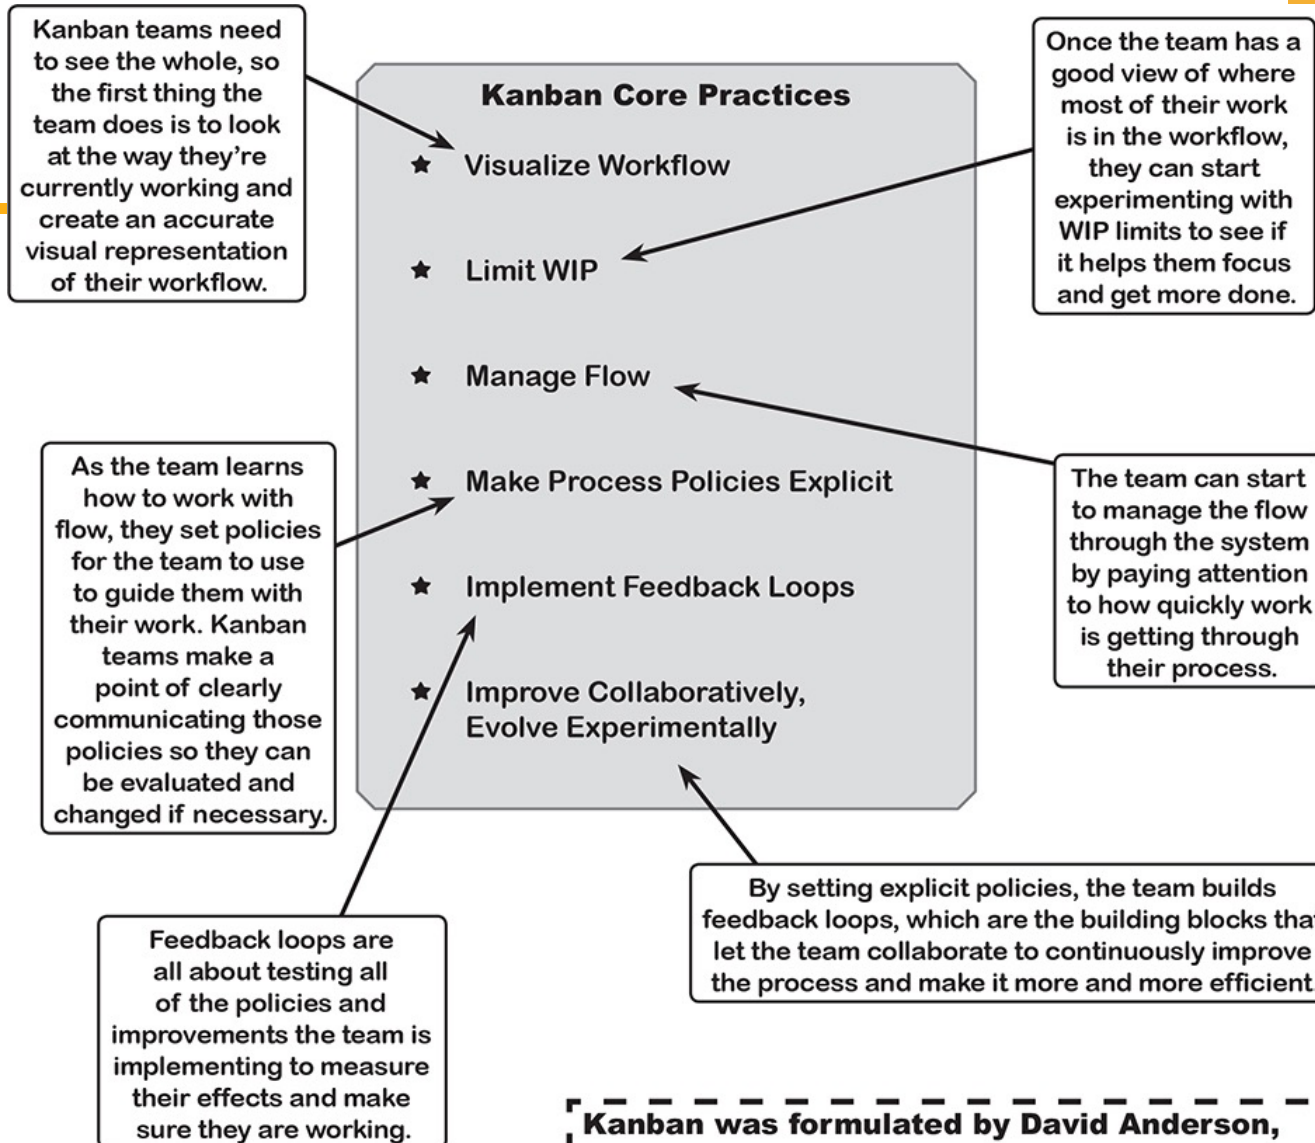 Kanban teams need
to see the whole, so
the first thing the
team does is to look
at the way they're
currently working and
create an accurate
visual representation
of their workflow.
Kanban Core Practices
Visualize Workflow
Limit WIP
Manage Flow
Make Process Policies Explicit
Implement Feedback Loops
Improve Collaboratively,
Evolve Experimentally
Once the team has a
good view of where
most of their work
is in the workflow,
they can start
experimenting with
WIP limits to see if
it helps them focus
and get more done.
As the team learns
how to work with
flow, they set policies
for the team to use
to guide them with
their work. Kanban
teams make a
point of clearly
communicating those
policies so they can
be evaluated and
changed if necessary.
The team can start
to manage the flow
through the system
by paying attention
to how quickly work
is getting through
their process.
By setting explicit policies, the team builds
feedback loops, which are the building blocks that
let the team collaborate to continuously improve
the process and make it more and more efficient.
Feedback loops are
all about testing all
of the policies and
improvements the team is
implementing to measure
their effects and make
sure they are working.
Kanban was formulated by David Anderson,